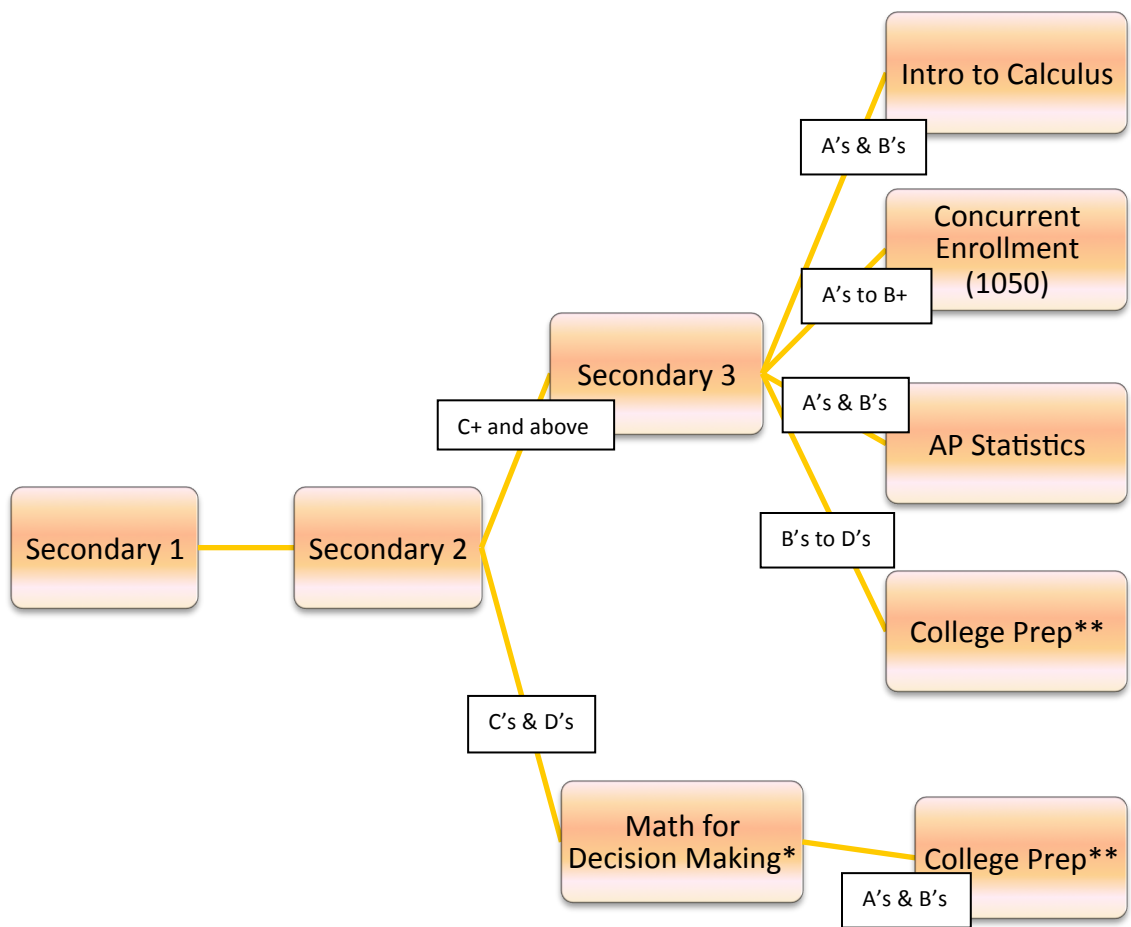 Intro to Calculus
A’s & B’s
Concurrent
Enrollment
(1050)
A’s to B+
Secondary 3
A’s & B’s
C+ and above
AP Statistics
Secondary 1
Secondary 2
B’s to D’s
College Prep**
C’s & D’s
Math for
Decision Making*
College Prep**
A’s & B’s